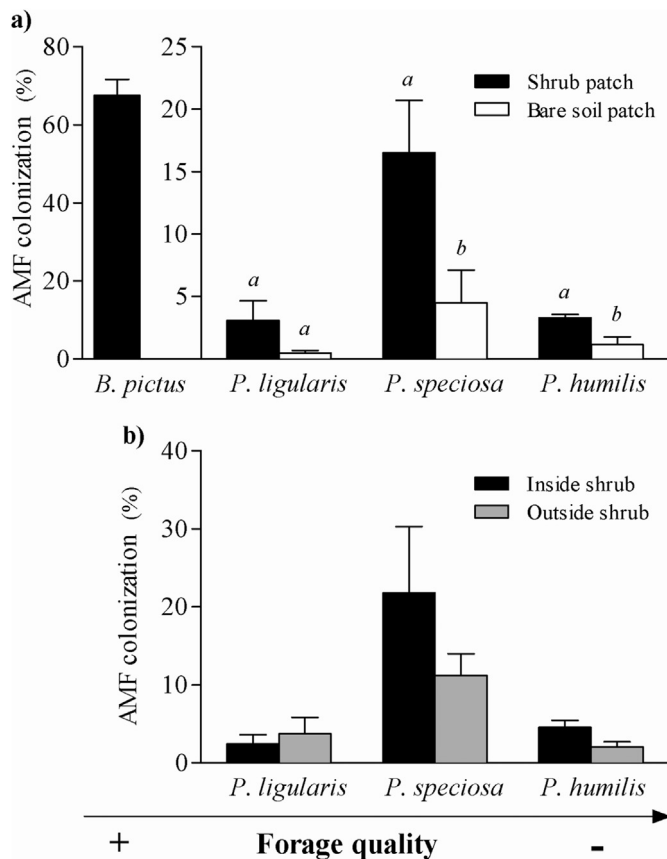 a)
AMF colonization (%)
80
60
40
20
0
25
20
15
10
5
0
Shrub patch
Bare soil patch
a
a
a
b
a
b
B. pictus P. ligularis P. speciosa P. humilis
b)
AMF colonization (%)
40
30
20
10
0
Inside shrub
Outside shrub
P. ligularis P. speciosa P. humilis
+ Forage quality -